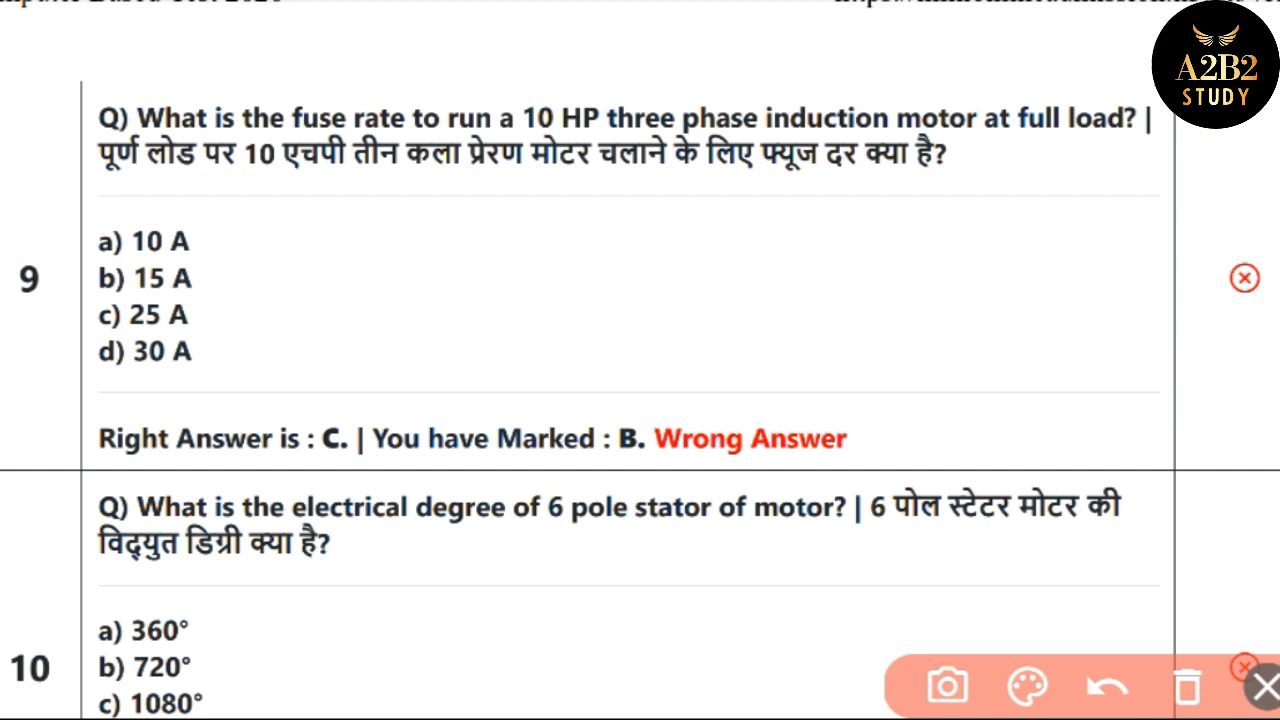 A2B2
STUDY
Q) What is the fuse rate to run a 10 HP three phase induction motor at full load? |
पूर्ण लोड पर 10 एचपी तीन कला प्रेरण मोटर चलाने के लिए फ्यूज दर क्या है?
a) 10 A
9
b) 15 A
c) 25 A
d) 30 A
Right Answer is : C. | You have Marked : B. Wrong Answer
Q) What is the electrical degree of 6 pole stator of motor? | 6 पोल स्टेटर मोटर की
विद्युत डिग्री क्या है?
a) 360°
10
b) 720°
c) 1080°